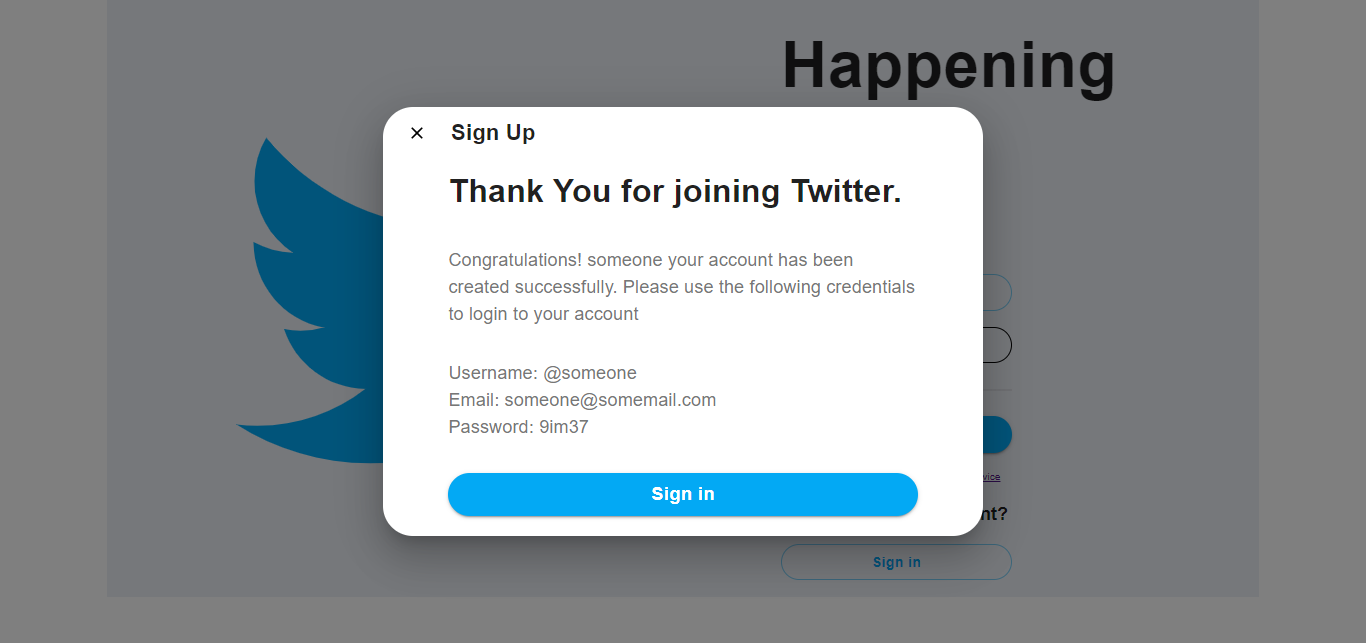 Happening
Sign Up
Thank You for joining Twitter.
Congratulations! someone your account has been
created successfully. Please use the following credentials
to login to your account
Username: @someone
Email: someone@somemail.com
Password: 9im37
Sign in
Sign in